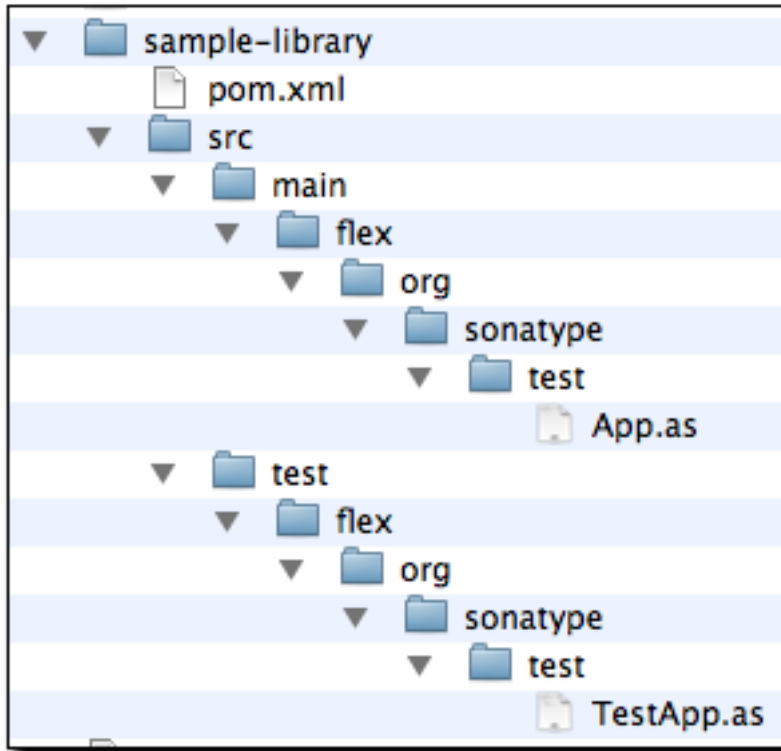 sample-library
pom.xml
src
main
flex
org
sonatype
test
App.as
test
flex
org
sonatype
test
TestApp.as